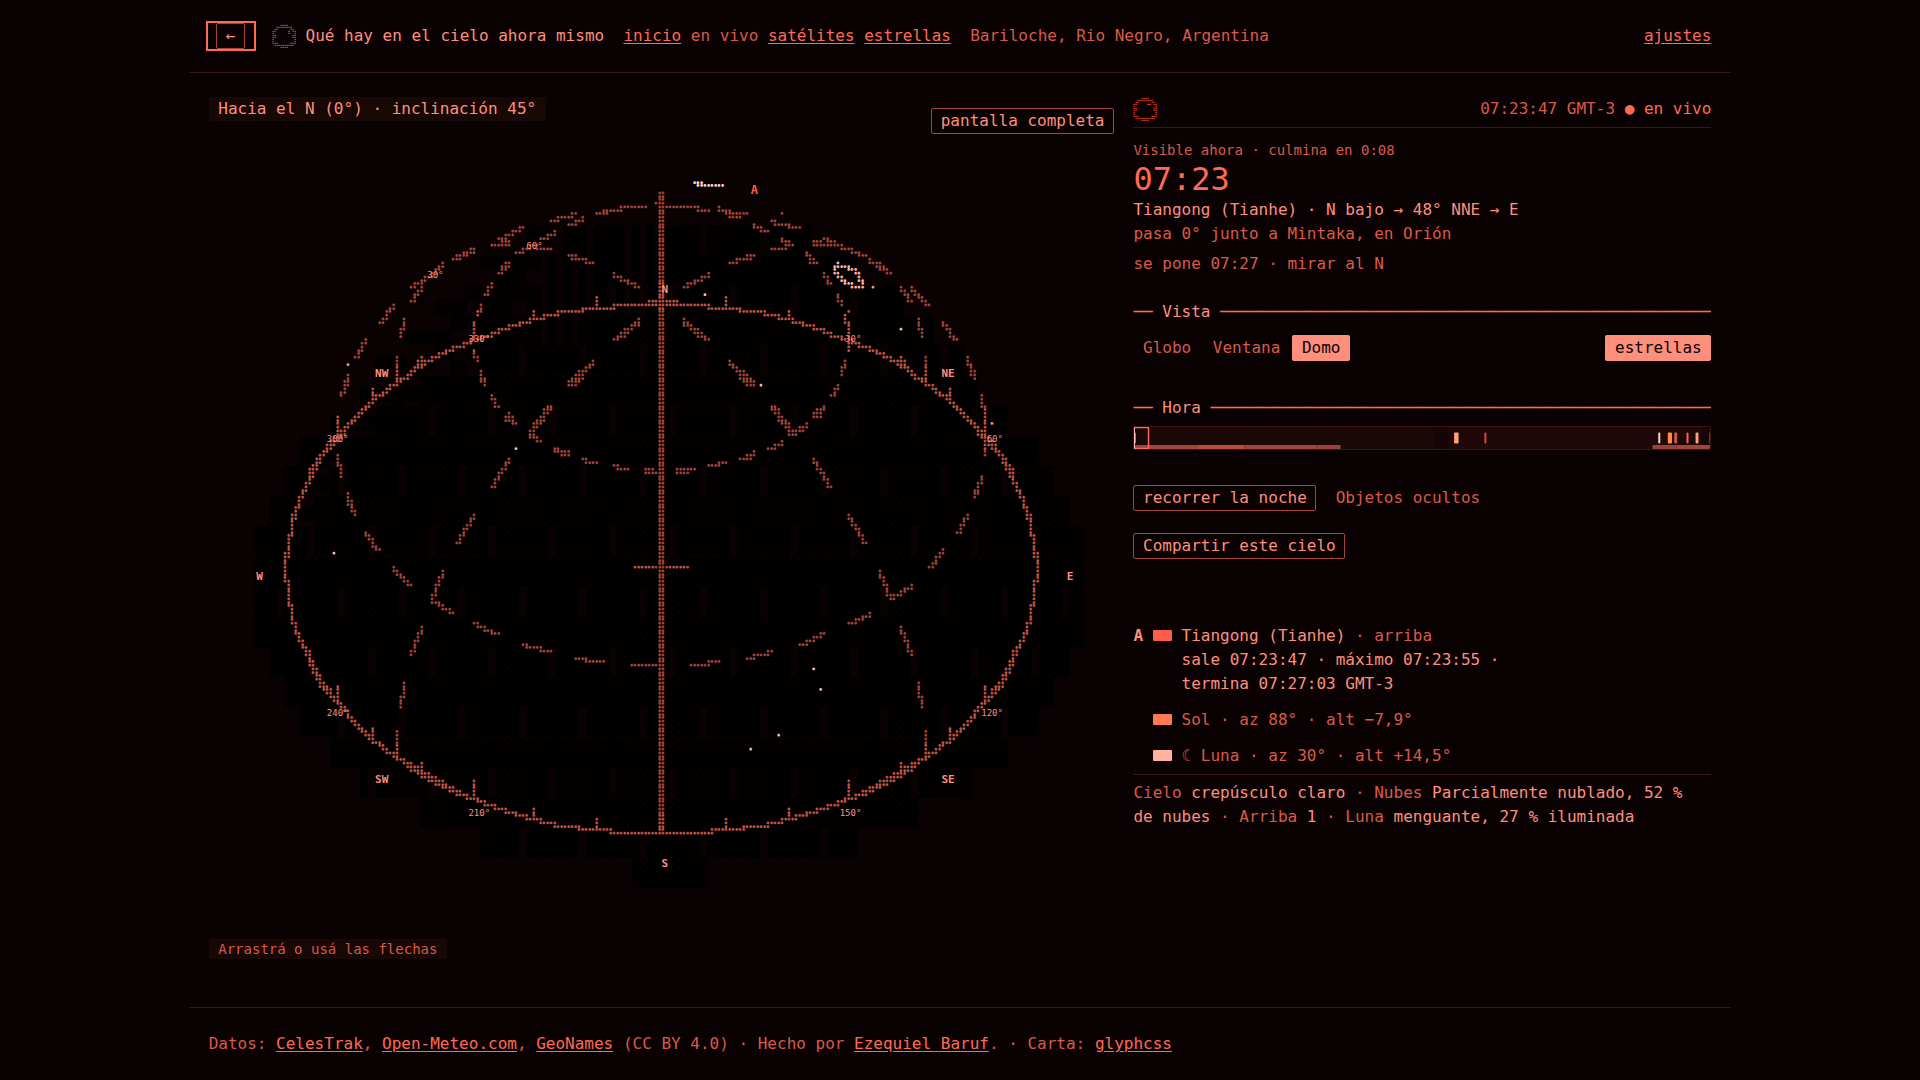 ← Qué hay en el cielo ahora mismo inicio en vivo satélites estrellas Bariloche, Rio Negro, Argentina ajustes
Hacia el N (0°) · inclinación 45°
pantalla completa
A
60°
30°
N
330°
30°
NW
NE
300°
60°
W
E
240°
120°
SW
SE
210°
150°
S
Arrastrá o usá las flechas
07:23:47 GMT-3 ● en vivo
Visible ahora · culmina en 0:08
07:23
Tiangong (Tianhe) · N bajo → 48° NNE → E
pasa 0° junto a Mintaka, en Orión
se pone 07:27 · mirar al N
Vista
Globo Ventana Domo estrellas
Hora
recorrer la noche Objetos ocultos
Compartir este cielo
A Tiangong (Tianhe) · arriba
sale 07:23:47 · máximo 07:23:55 ·
termina 07:27:03 GMT-3
Sol · az 88° · alt −7,9°
☾ Luna · az 30° · alt +14,5°
Cielo crepúsculo claro · Nubes Parcialmente nublado, 52 %
de nubes · Arriba 1 · Luna menguante, 27 % iluminada
Datos: CelesTrak, Open-Meteo.com, GeoNames (CC BY 4.0) · Hecho por Ezequiel Baruf. · Carta: glyphcss